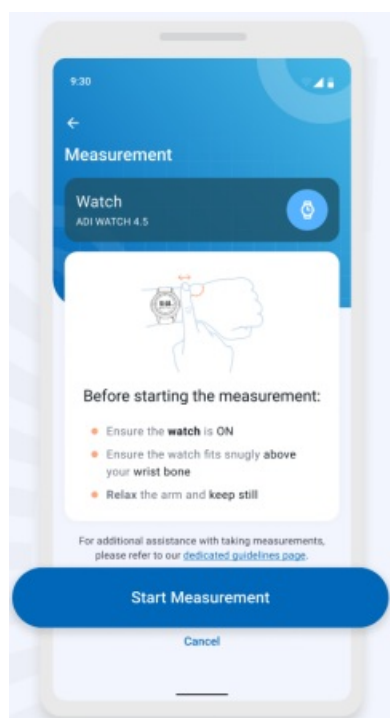 9:30
Measurement
Watch
ADI WATCH 4.5
Before starting the measurement:
Ensure the watch is ON
Ensure the watch fits snugly above
your wrist bone
Relax the arm and keep still
For additional assistance with taking measurements,
please refer to our dedicated guidelines page.
Start Measurement
Cancel